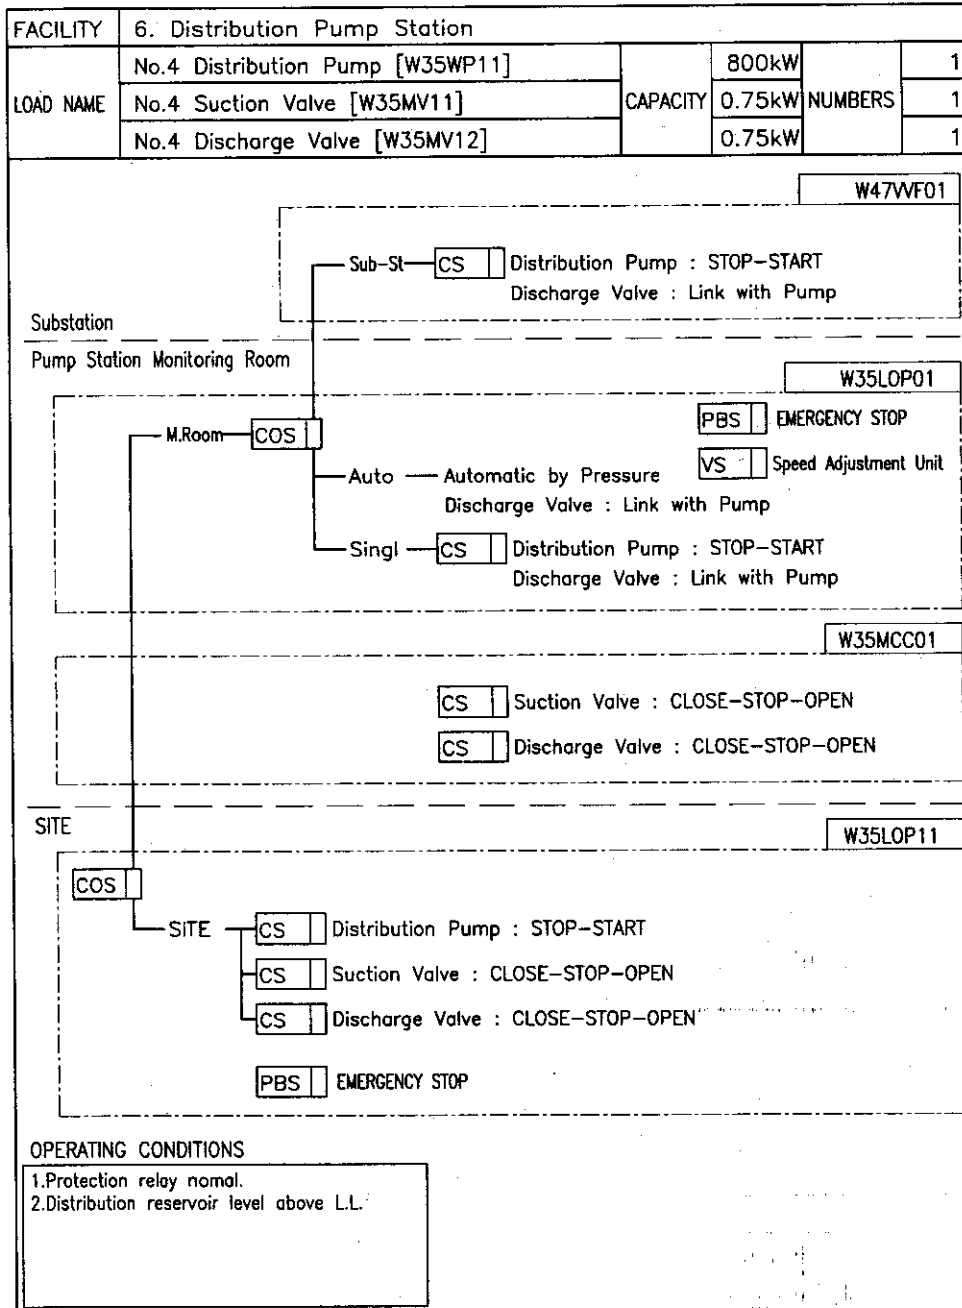 FACILITY 6. Distribution Pump Station
No.4 Distribution Pump [W35WP11] 800kW 1
LOAD NAME No.4 Suction Valve [W35MV11] CAPACITY 0.75kW NUMBERS 1
No.4 Discharge Valve [W35MV12] 0.75kW 1
W47VVF01
Sub-St CS Distribution Pump : STOP-START
Discharge Valve : Link with Pump
Substation
Pump Station Monitoring Room
W35LOP01
PBS EMERGENCY STOP
M.Room COS
VS Speed Adjustment Unit
Auto Automatic by Pressure
Discharge Valve : Link with Pump
Singl CS Distribution Pump : STOP-START
Discharge Valve : Link with Pump
W35MCC01
CS Suction Valve : CLOSE-STOP-OPEN
CS Discharge Valve : CLOSE-STOP-OPEN
SITE
W35LOP11
COS
SITE CS Distribution Pump : STOP-START
CS Suction Valve : CLOSE-STOP-OPEN
CS Discharge Valve : CLOSE-STOP-OPEN
PBS EMERGENCY STOP
OPERATING CONDITIONS
1.Protection relay nomal.
2.Distribution reservoir level above L.L.